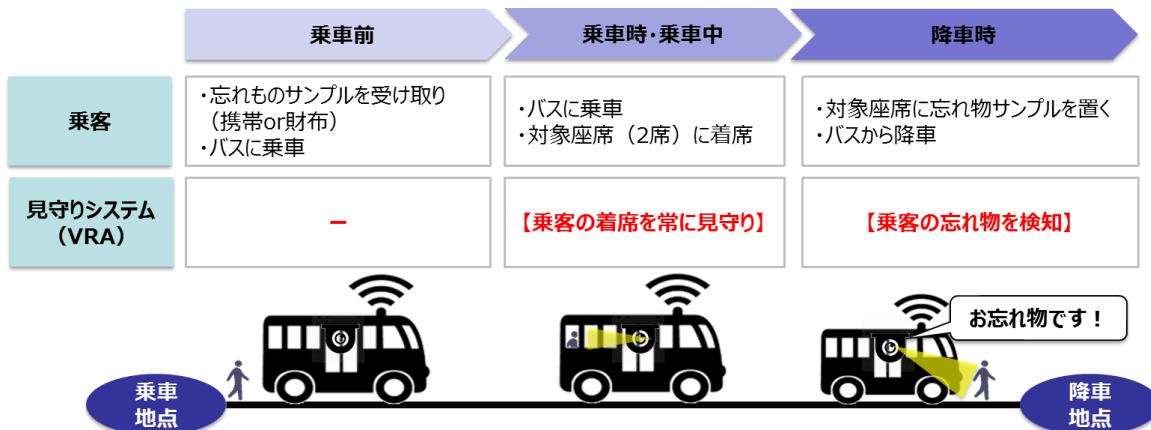 乗車前
乗車時・乗車中
降車時
乗客
・忘れものサンプルを受け取り
（携帯or財布）
・バスに乗車
・バスに乗車
・対象座席（2席）に着席
・対象座席に忘れ物サンプルを置く
・バスから降車
見守りシステム
（VRA）
－
【乗客の着席を常に見守り】
【乗客の忘れ物を検知】
お忘れ物です！
乗車
地点
降車
地点